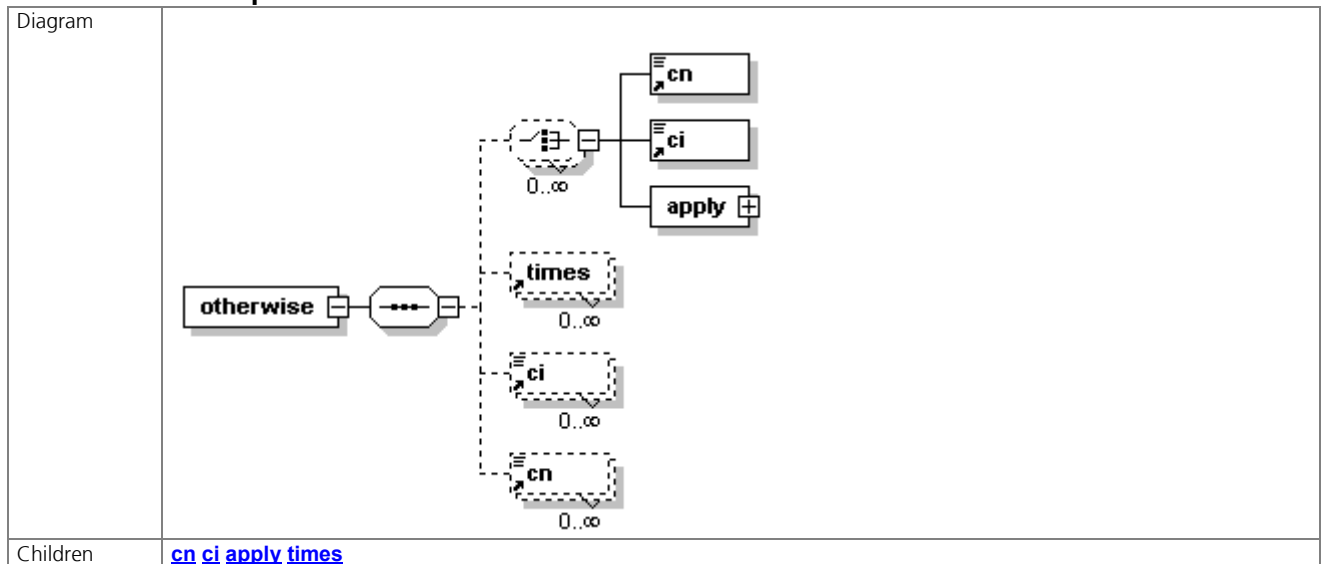 Diagram
cn
ci
apply
0..∞
times
0..∞
otherwise
ci
0..∞
cn
0..∞
Children
cn ci apply times